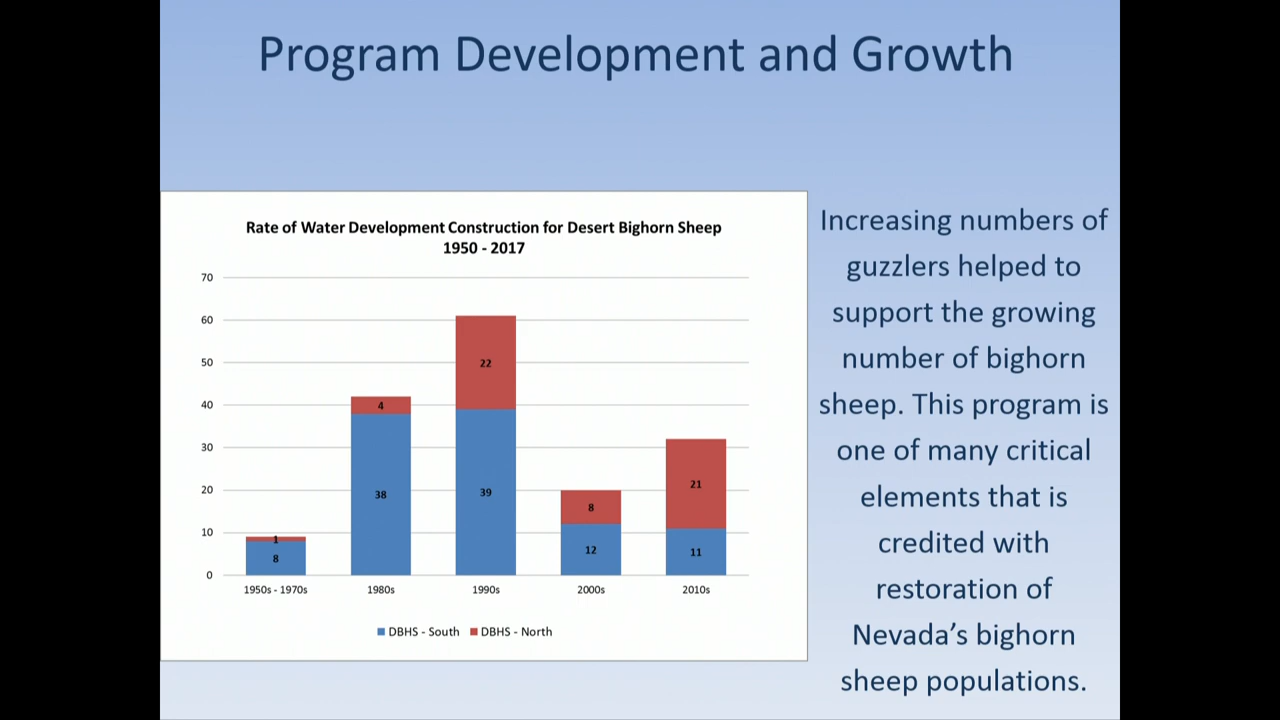 Program Development and Growth
Rate of Water Development Construction for Desert Bighorn Sheep
1950 - 2017
70
60
50
40
30
20
10
0
1
8
4
38
22
39
8
12
21
11
1950s - 1970s
1980s
1990s
2000s
2010s
DBHS - South
DBHS - North
Increasing numbers of
guzzlers helped to
support the growing
number of bighorn
sheep. This program is
one of many critical
elements that is
credited with
restoration of
Nevada’s bighorn
sheep populations.